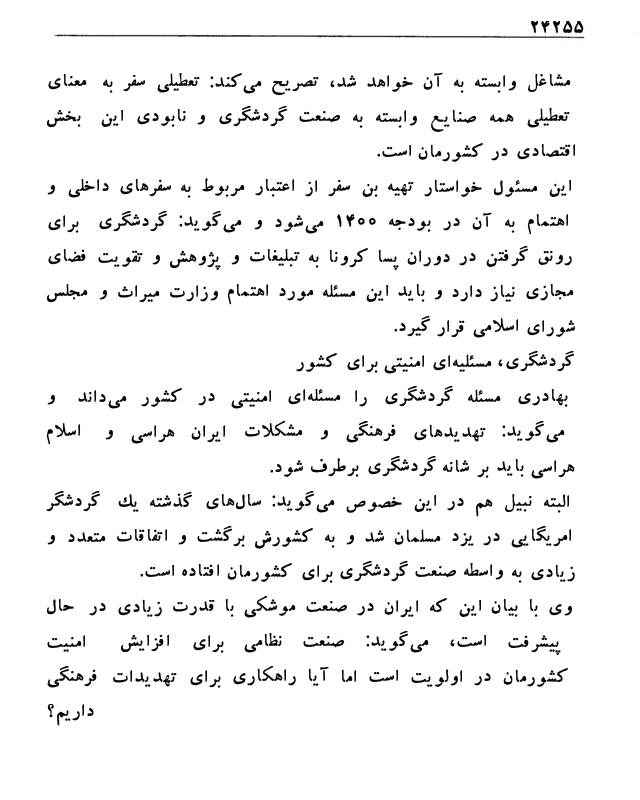 ۲۴۲۵۵
مشاغل وابسته به آن خواهد شد، تصریح می‌کند: تعطیلی سفر به معنای
تعطیلی همه صنایع وابسته به صنعت گردشگری و نابودی این بخش
اقتصادی در کشورمان است.
این مسئول خواستار تهیه بن سفر از اعتبار مربوط به سفرهای داخلی و
اهتمام به آن در بودجه ۱۴۰۰ می‌شود و می‌گوید: گردشگری برای
رونق گرفتن در دوران پسا کرونا به تبلیغات و پژوهش و تقویت فضای
مجازی نیاز دارد و باید این مسئله مورد اهتمام وزارت میراث و مجلس
شورای اسلامی قرار گیرد.
گردشگری، مسئلیه‌ای امنیتی برای کشور
بهادری مسئله گردشگری را مسئله‌ای امنیتی در کشور می‌داند و
می‌گوید: تهدیدهای فرهنگی و مشکلات ایران هراسی و اسلام
هراسی باید بر شانه گردشگری برطرف شود.
البته نبیل هم در این خصوص می‌گوید: سال‌های گذشته یك گردشگر
امریگایی در یزد مسلمان شد و به کشورش برگشت و اتفاقات متعدد و
زیادی به واسطه صنعت گردشگری برای کشورمان افتاده است.
وی با بیان این که ایران در صنعت موشکی با قدرت زیادی در حال
پیشرفت است، می‌گوید: صنعت نظامی برای افزایش امنیت
کشورمان در اولویت است اما آیا راهکاری برای تهدیدات فرهنگی
داریم؟